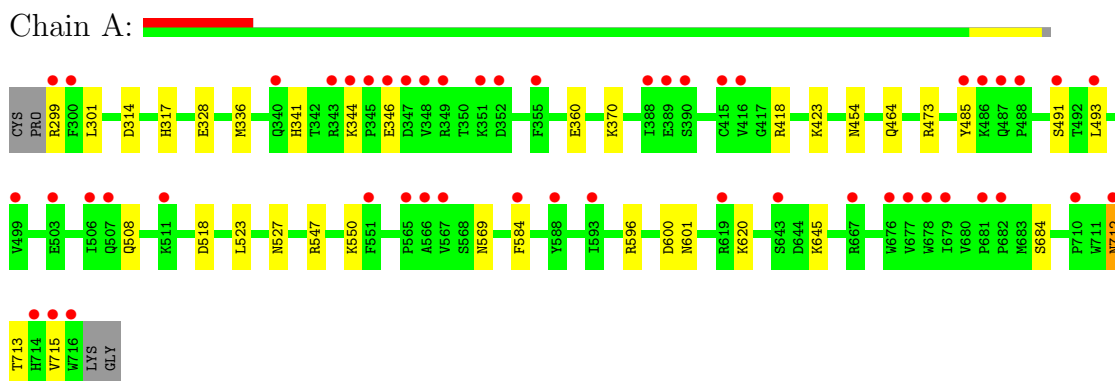 Chain A:
CYS PRO R299 F300 L301 D314 H317 E328 M336 Q340 H341 T342 R343 K344 P345 E346 D347 V348 R349 T350 K351 D352 F355 E360 K370 I388 E389 S390 C415 V416 G417 R418 K423 N454 Q464 R473 Y485 K486 Q487 P488 S491 T492 L493
V499 E503 I506 Q507 Q508 K511 D518 L523 N527 R547 K550 F551 P565 A566 V567 S568 N569 F584 Y588 I593 R596 D600 N601 R619 K620 S643 D644 K645 R667 W676 V677 W678 I679 V680 P681 P682 M683 S684 P710 W711 N712
T713 H714 V715 W716 LYS GLY